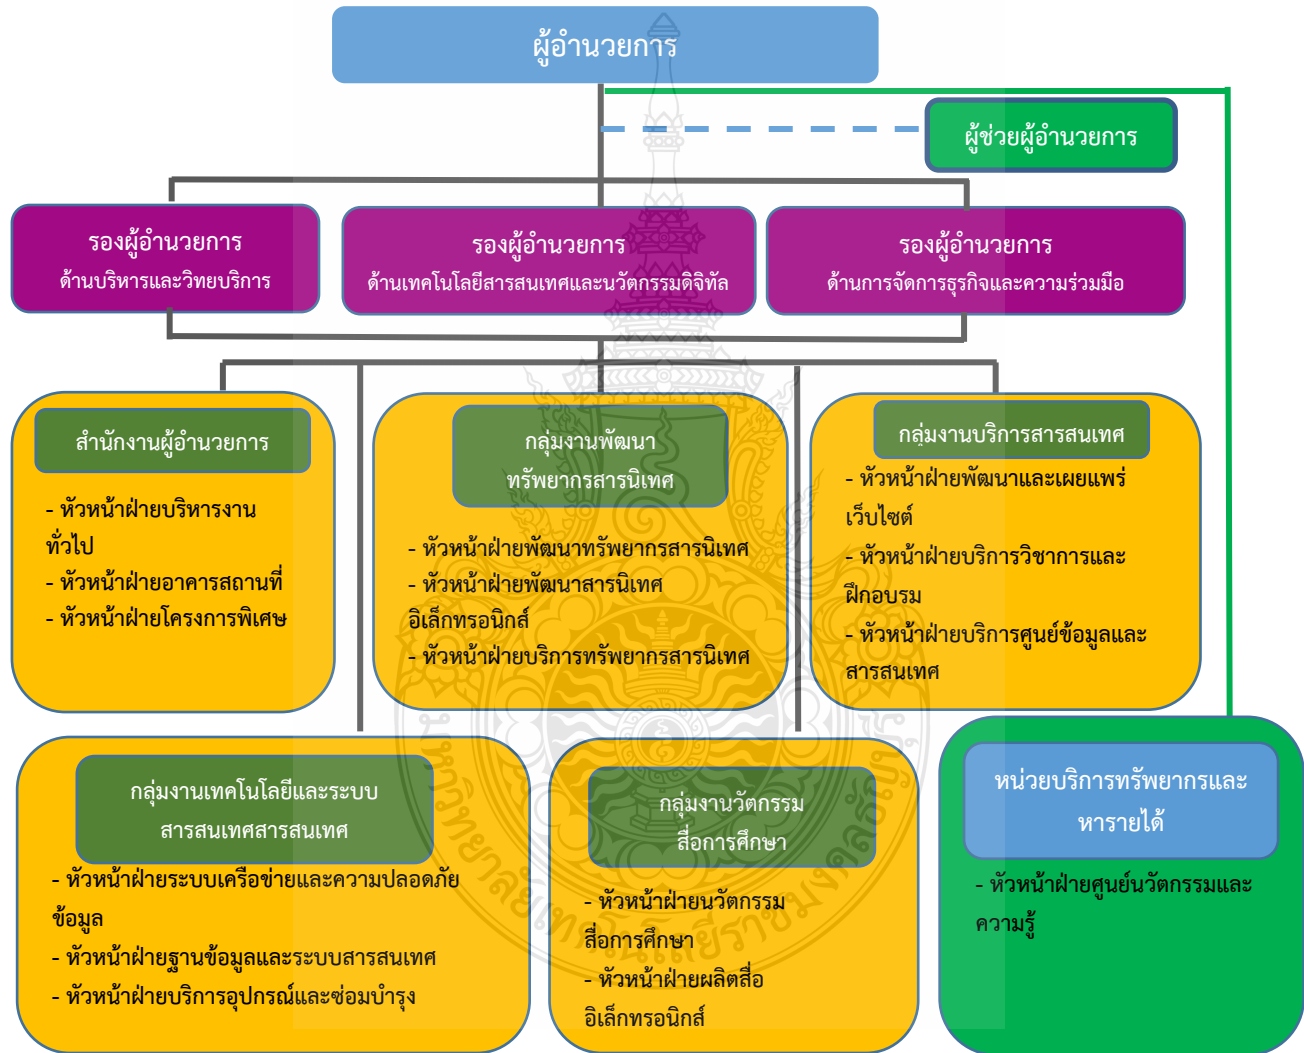 ผู้อำนวยการ
ผู้ช่วยผู้อำนวยการ
รองผู้อำนวยการ
ด้านบริหารและวิทยบริการ
รองผู้อำนวยการ
ด้านเทคโนโลยีสารสนเทศและนวัตกรรมดิจิทัล
รองผู้อำนวยการ
ด้านการจัดการธุรกิจและความร่วมมือ
สำนักงานผู้อำนวยการ
- หัวหน้าฝ่ายบริหารงาน
ทั่วไป
- หัวหน้าฝ่ายอาคารสถานที่
- หัวหน้าฝ่ายโครงการพิเศษ
กลุ่มงานพัฒนา
ทรัพยากรสารนิเทศ
- หัวหน้าฝ่ายพัฒนาทรัพยากรสารนิเทศ
- หัวหน้าฝ่ายพัฒนาสารนิเทศ
อิเล็กทรอนิกส์
- หัวหน้าฝ่ายบริการทรัพยากรสารนิเทศ
กลุ่มงานบริการสารสนเทศ
- หัวหน้าฝ่ายพัฒนาและเผยแพร่
เว็บไซต์
- หัวหน้าฝ่ายบริการวิชาการและ
ฝึกอบรม
- หัวหน้าฝ่ายบริการศูนย์ข้อมูลและ
สารสนเทศ
กลุ่มงานเทคโนโลยีและระบบ
สารสนเทศสารสนเทศ
- หัวหน้าฝ่ายระบบเครือข่ายและความปลอดภัย
ข้อมูล
- หัวหน้าฝ่ายฐานข้อมูลและระบบสารสนเทศ
- หัวหน้าฝ่ายบริการอุปกรณ์และซ่อมบำรุง
กลุ่มงานวัตกรรม
สื่อการศึกษา
- หัวหน้าฝ่ายนวัตกรรม
สื่อการศึกษา
- หัวหน้าฝ่ายผลิตสื่อ
อิเล็กทรอนิกส์
หน่วยบริการทรัพยากรและ
หารายได้
- หัวหน้าฝ่ายศูนย์นวัตกรรมและ
ความรู้
มหาวิทยาลัยเทคโนโลยีราชมงคลธัญบุรี